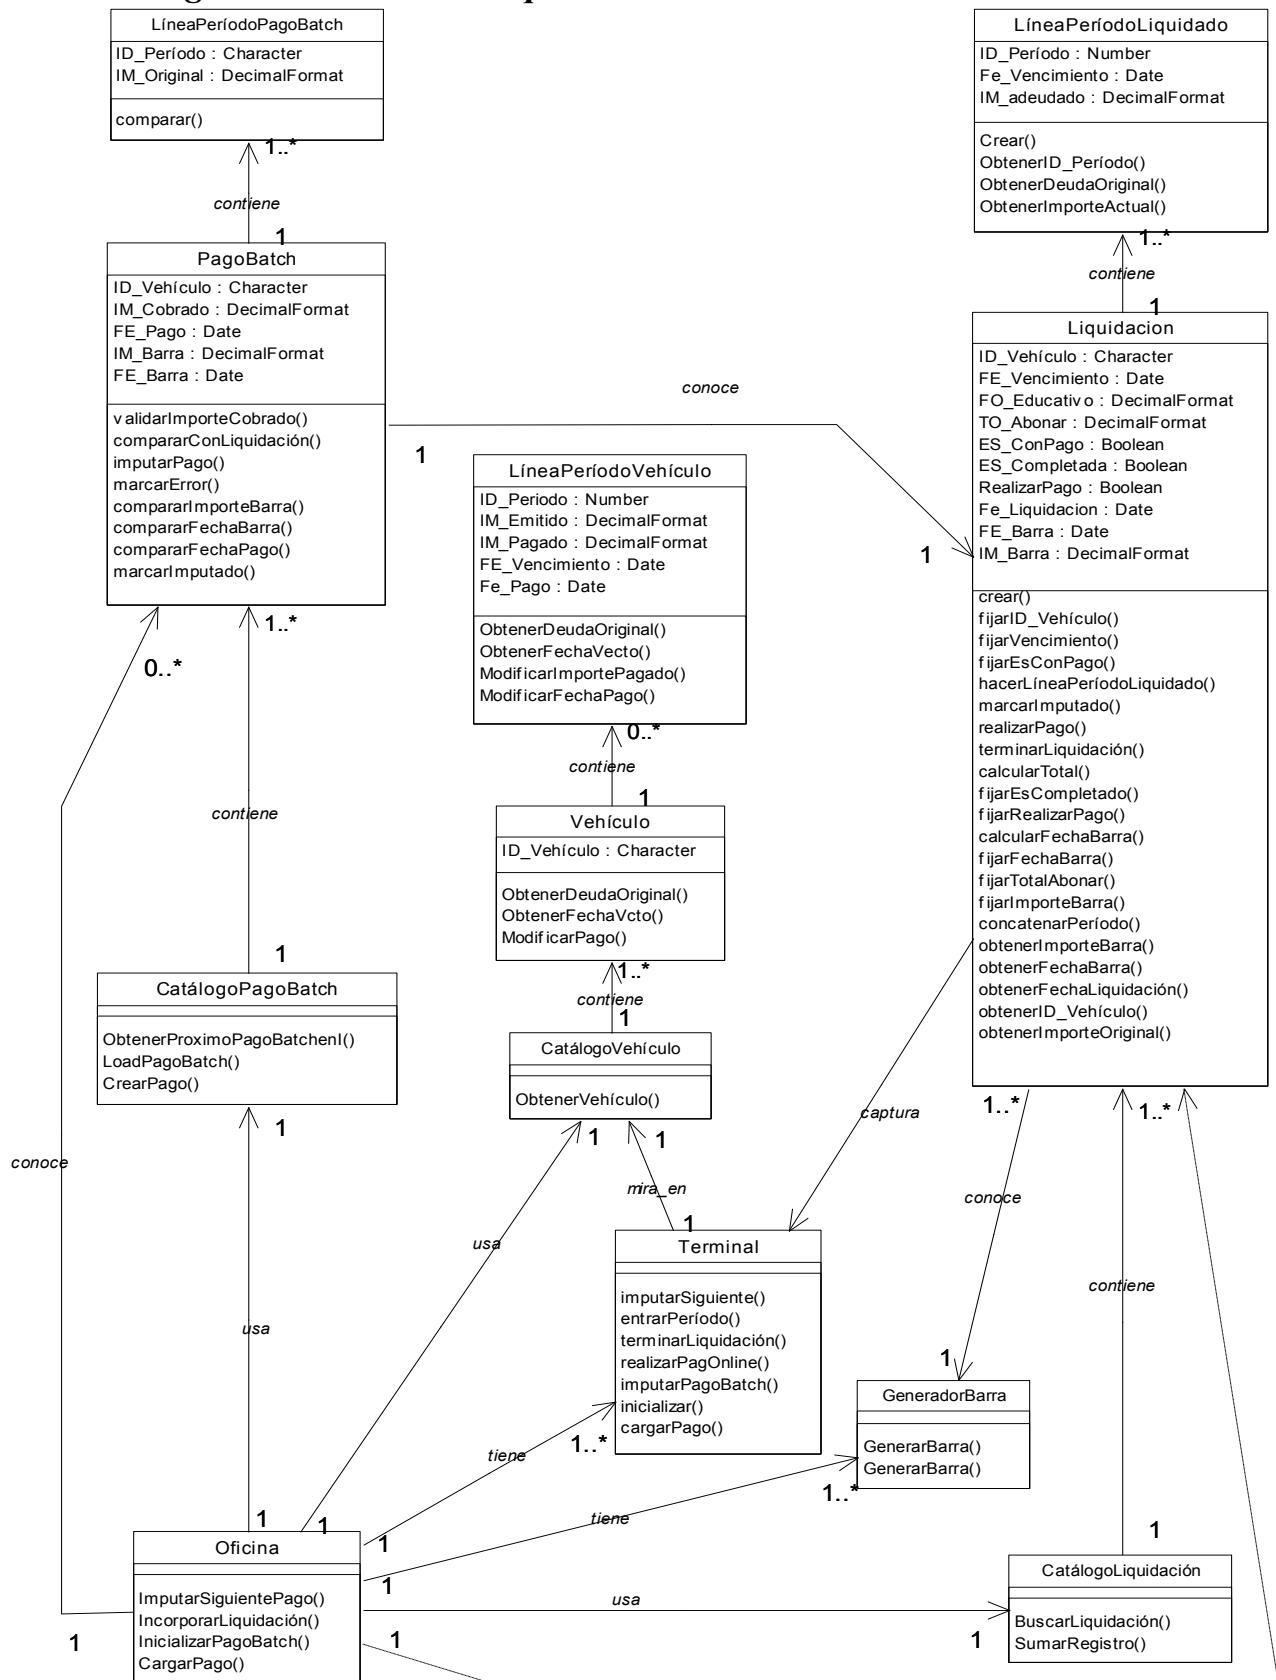 LíneaPeríodoPagoBatch
ID_Período : Character
IM_Original : DecimalFormat
comparar()
1..*
contiene
1
PagoBatch
ID_Vehículo : Character
IM_Cobrado : DecimalFormat
FE_Pago : Date
IM_Barra : DecimalFormat
FE_Barra : Date
validarImporteCobrado()
compararConLiquidación()
imputarPago()
marcarError()
compararImporteBarra()
compararFechaBarra()
compararFechaPago()
marcarImputado()
LíneaPeríodoLiquidado
ID_Período : Number
Fe_Vencimiento : Date
IM_adeudado : DecimalFormat
Crear()
ObtenerID_Período()
ObtenerDeudaOriginal()
ObtenerImporteActual()
1..*
contiene
1
Liquidacion
ID_Vehículo : Character
FE_Vencimiento : Date
FO_Educativo : DecimalFormat
TO_Abonar : DecimalFormat
ES_ConPago : Boolean
ES_Completada : Boolean
RealizarPago : Boolean
Fe_Liquidacion : Date
FE_Barra : Date
IM_Barra : DecimalFormat
crear()
fijarID_Vehículo()
fijarVencimiento()
fijarEsConPago()
hacerLíneaPeríodoLiquidado()
marcarImputado()
realizarPago()
terminarLiquidación()
calcularTotal()
fijarEsCompletado()
fijarRealizarPago()
calcularFechaBarra()
fijarFechaBarra()
fijarTotalAbonar()
fijarImporteBarra()
concatenarPeríodo()
obtenerImporteBarra()
obtenerFechaBarra()
obtenerFechaLiquidación()
obtenerID_Vehículo()
obtenerImporteOriginal()
conoce
1
1
LíneaPeríodoVehículo
ID_Periodo : Number
IM_Emitido : DecimalFormat
IM_Pagado : DecimalFormat
FE_Vencimiento : Date
Fe_Pago : Date
ObtenerDeudaOriginal()
ObtenerFechaVecto()
ModificarImportePagado()
ModificarFechaPago()
0..*
contiene
1
Vehículo
ID_Vehículo : Character
ObtenerDeudaOriginal()
ObtenerFechaVcto()
ModificarPago()
1..*
contiene
1
CatálogoVehículo
ObtenerVehículo()
0..*
1..*
contiene
1
CatálogoPagoBatch
ObtenerProximoPagoBatchenl()
LoadPagoBatch()
CrearPago()
1
1
1
conoce
usa
usa
mira_en
captura
1..*
1..*
conoce
contiene
1
Terminal
imputarSiguiente()
entrarPeríodo()
terminarLiquidación()
realizarPagOnline()
imputarPagoBatch()
inicializar()
cargarPago()
1
GeneradorBarra
GenerarBarra()
GenerarBarra()
tiene
1..*
1..*
tiene
1
1
1
1
1
Oficina
ImputarSiguientePago()
IncorporarLiquidación()
InicializarPagoBatch()
CargarPago()
1
1
usa
1
CatálogoLiquidación
BuscarLiquidación()
SumarRegistro()
1